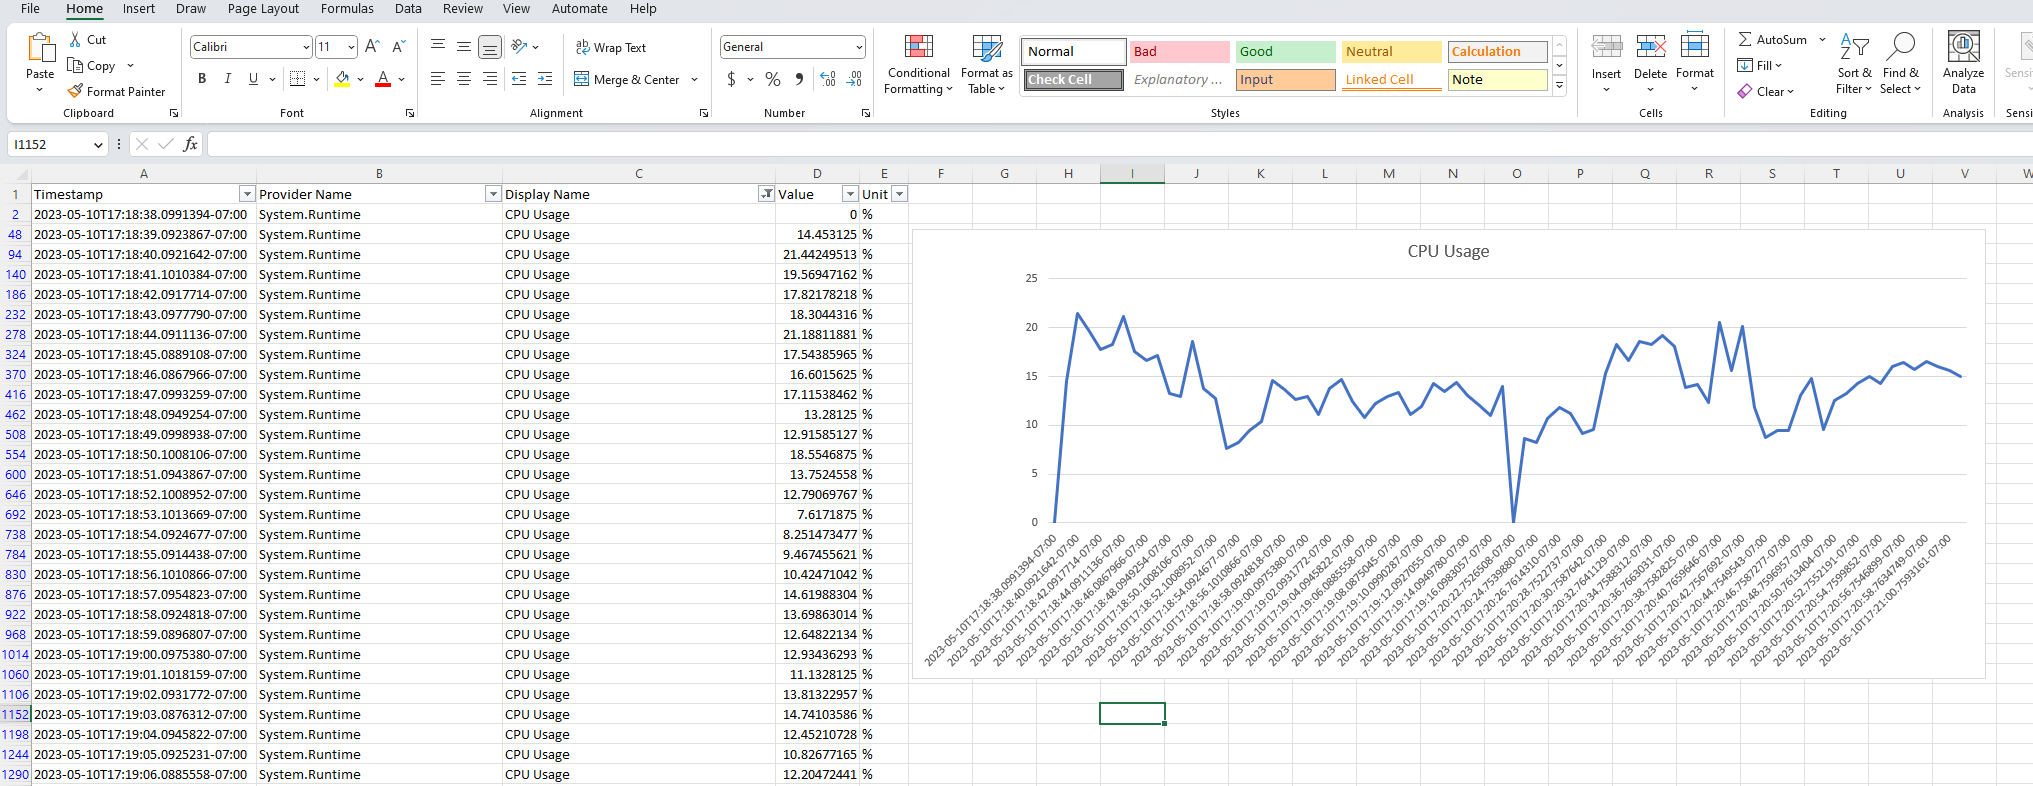 File Home Insert Draw Page Layout Formulas Data Review View Automate Help
Paste Cut Copy Format Painter Clipboard
Calibri 11 A A B I U A Font
ab Wrap Text Merge & Center Alignment
General $ % , Number
Conditional Formatting Format as Table
Normal Bad Good Neutral Calculation
Check Cell Explanatory ... Input Linked Cell Note
Styles
Insert Delete Format Cells
AutoSum Fill Clear Sort & Filter Find & Select Editing
Analyze Data Analysis
Sensi
I1152 fx
A B C D E F G H I J K L M N O P Q R S T U V W
1 Timestamp Provider Name Display Name Value Unit
2 2023-05-10T17:18:38.0991394-07:00 System.Runtime CPU Usage 0 %
48 2023-05-10T17:18:39.0923867-07:00 System.Runtime CPU Usage 14.453125 %
94 2023-05-10T17:18:40.0921642-07:00 System.Runtime CPU Usage 21.44249513 %
140 2023-05-10T17:18:41.1010384-07:00 System.Runtime CPU Usage 19.56947162 %
186 2023-05-10T17:18:42.0917714-07:00 System.Runtime CPU Usage 17.82178218 %
232 2023-05-10T17:18:43.0977790-07:00 System.Runtime CPU Usage 18.3044316 %
278 2023-05-10T17:18:44.0911136-07:00 System.Runtime CPU Usage 21.18811881 %
324 2023-05-10T17:18:45.0889108-07:00 System.Runtime CPU Usage 17.54385965 %
370 2023-05-10T17:18:46.0867966-07:00 System.Runtime CPU Usage 16.6015625 %
416 2023-05-10T17:18:47.0993259-07:00 System.Runtime CPU Usage 17.11538462 %
462 2023-05-10T17:18:48.0949254-07:00 System.Runtime CPU Usage 13.28125 %
508 2023-05-10T17:18:49.0998938-07:00 System.Runtime CPU Usage 12.91585127 %
554 2023-05-10T17:18:50.1008106-07:00 System.Runtime CPU Usage 18.5546875 %
600 2023-05-10T17:18:51.0943867-07:00 System.Runtime CPU Usage 13.7524558 %
646 2023-05-10T17:18:52.1008952-07:00 System.Runtime CPU Usage 12.79069767 %
692 2023-05-10T17:18:53.1013669-07:00 System.Runtime CPU Usage 7.6171875 %
738 2023-05-10T17:18:54.0924677-07:00 System.Runtime CPU Usage 8.251473477 %
784 2023-05-10T17:18:55.0914438-07:00 System.Runtime CPU Usage 9.467455621 %
830 2023-05-10T17:18:56.1010866-07:00 System.Runtime CPU Usage 10.42471042 %
876 2023-05-10T17:18:57.0954823-07:00 System.Runtime CPU Usage 14.61988304 %
922 2023-05-10T17:18:58.0924818-07:00 System.Runtime CPU Usage 13.69863014 %
968 2023-05-10T17:18:59.0896807-07:00 System.Runtime CPU Usage 12.64822134 %
1014 2023-05-10T17:19:00.0975380-07:00 System.Runtime CPU Usage 12.93436293 %
1060 2023-05-10T17:19:01.1018159-07:00 System.Runtime CPU Usage 11.1328125 %
1106 2023-05-10T17:19:02.0931772-07:00 System.Runtime CPU Usage 13.81322957 %
1152 2023-05-10T17:19:03.0876312-07:00 System.Runtime CPU Usage 14.74103586 %
1198 2023-05-10T17:19:04.0945822-07:00 System.Runtime CPU Usage 12.45210728 %
1244 2023-05-10T17:19:05.0925231-07:00 System.Runtime CPU Usage 10.82677165 %
1290 2023-05-10T17:19:06.0885558-07:00 System.Runtime CPU Usage 12.20472441 %
CPU Usage
25
20
15
10
5
0
2023-05-10T17:18:38.0991394-07:00
2023-05-10T17:18:40.0921642-07:00
2023-05-10T17:18:42.0917714-07:00
2023-05-10T17:18:44.0911136-07:00
2023-05-10T17:18:46.0867966-07:00
2023-05-10T17:18:48.0949254-07:00
2023-05-10T17:18:50.1008106-07:00
2023-05-10T17:18:52.1008952-07:00
2023-05-10T17:18:54.0924677-07:00
2023-05-10T17:18:56.1010866-07:00
2023-05-10T17:18:58.0924818-07:00
2023-05-10T17:19:00.0975380-07:00
2023-05-10T17:19:02.0931772-07:00
2023-05-10T17:19:04.0945822-07:00
2023-05-10T17:19:06.0885558-07:00
2023-05-10T17:19:08.0875045-07:00
2023-05-10T17:19:10.0990287-07:00
2023-05-10T17:19:12.0927055-07:00
2023-05-10T17:19:14.0949780-07:00
2023-05-10T17:19:16.0983057-07:00
2023-05-10T17:20:22.7526508-07:00
2023-05-10T17:20:24.7539880-07:00
2023-05-10T17:20:26.7614310-07:00
2023-05-10T17:20:28.7522737-07:00
2023-05-10T17:20:30.7587642-07:00
2023-05-10T17:20:32.7641129-07:00
2023-05-10T17:20:34.7588312-07:00
2023-05-10T17:20:36.7663031-07:00
2023-05-10T17:20:38.7582825-07:00
2023-05-10T17:20:40.7659646-07:00
2023-05-10T17:20:42.7567692-07:00
2023-05-10T17:20:44.7549543-07:00
2023-05-10T17:20:46.7587277-07:00
2023-05-10T17:20:48.7596957-07:00
2023-05-10T17:20:50.7613404-07:00
2023-05-10T17:20:52.7552191-07:00
2023-05-10T17:20:54.7599852-07:00
2023-05-10T17:20:56.7546899-07:00
2023-05-10T17:20:58.7634749-07:00
2023-05-10T17:21:00.7593161-07:00